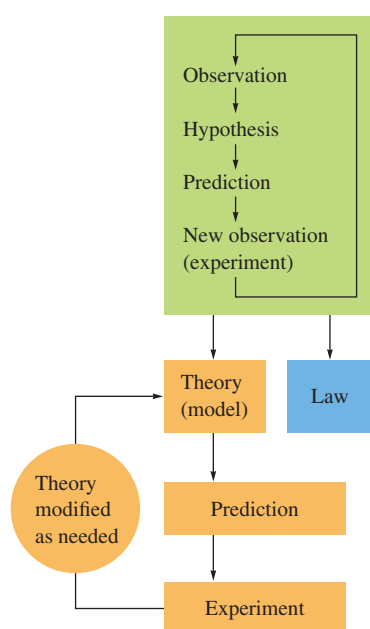 Observation
Hypothesis
Prediction
New observation
(experiment)
Theory
(model)
Law
Theory
modified
as needed
Prediction
Experiment